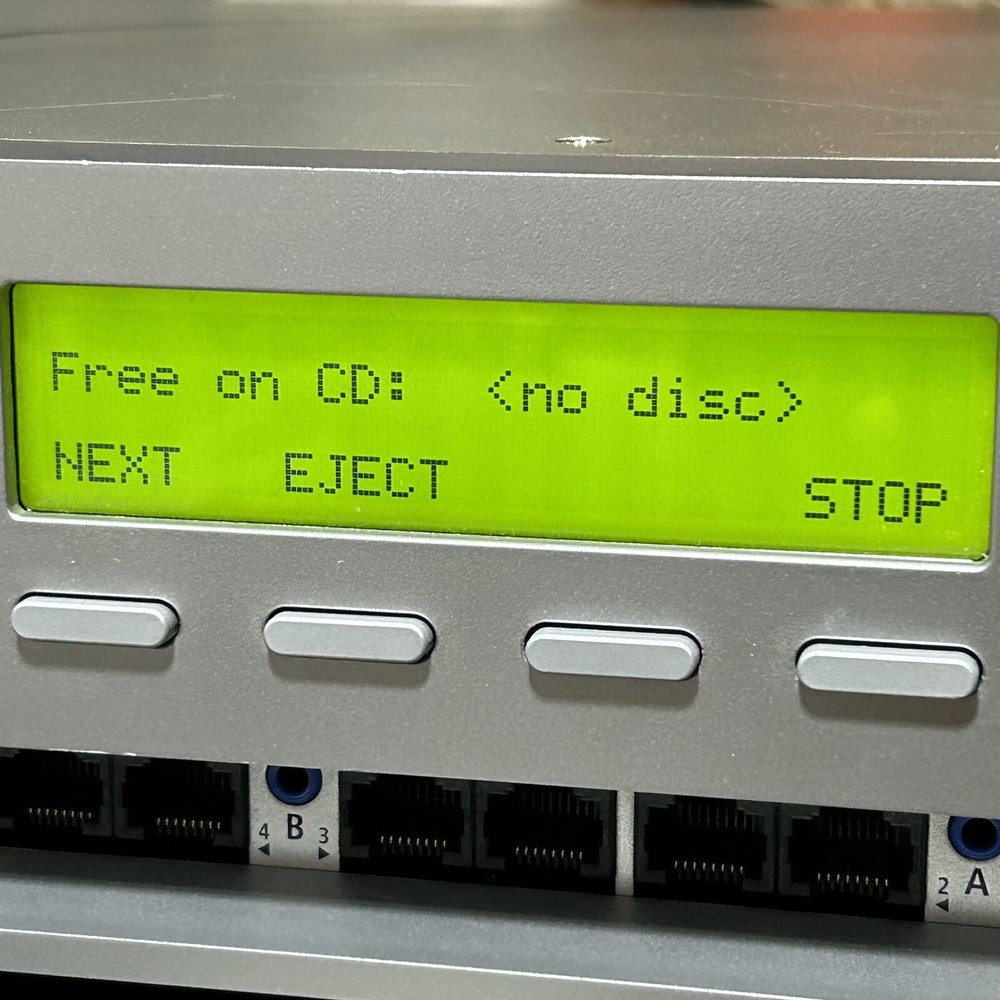 Free on CD: <no disc>
NEXT EJECT STOP
4 B 3
2 A